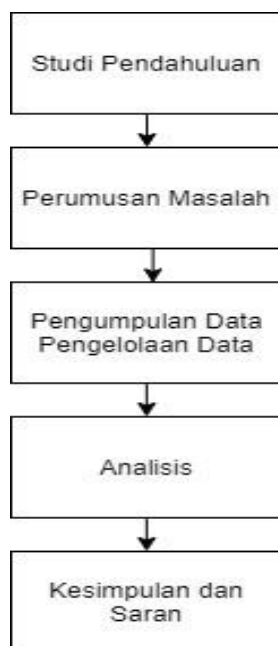 Studi Pendahuluan
Perumusan Masalah
Pengumpulan Data
Pengelolaan Data
Analisis
Kesimpulan dan
Saran